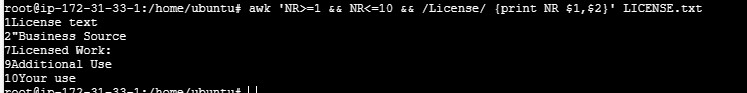 root@ip-172-31-33-1:/home/ubuntu# awk 'NR>=1 && NR<=10 && /License/ {print NR $1,$2}' LICENSE.txt
1License text
2"Business Source
7Licensed Work:
9Additional Use
10Your use
root@ip-172-31-33-1:/home/ubuntu#